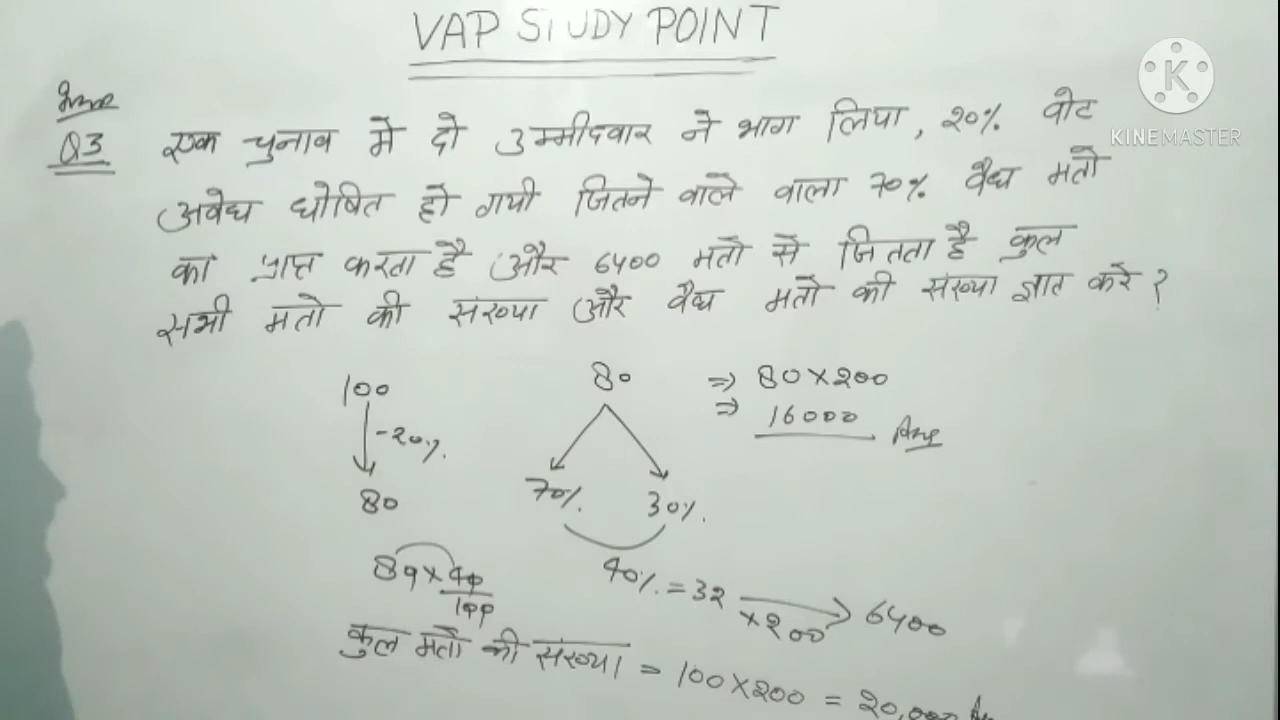 VAP STUDY POINT
KINEMASTER
Q3 एक चुनाव मे दो उम्मीदवार ने भाग लिया, 20% वोट
अवेध घोषित हो गयी जितने वाले वाला 70% वैध मतो
का प्राप्त करता है और 6400 मतो से जितता है कुल
सभी मतो की संख्या और वैध मतो की संख्या ज्ञात करे ?
100
-20%
80
80
70% 30%
⇒ 80×200
⇒ 16000 Ans
80×40
100
40% = 32 ×200 6400
कुल मतो की संख्या = 100×200 = 20,000